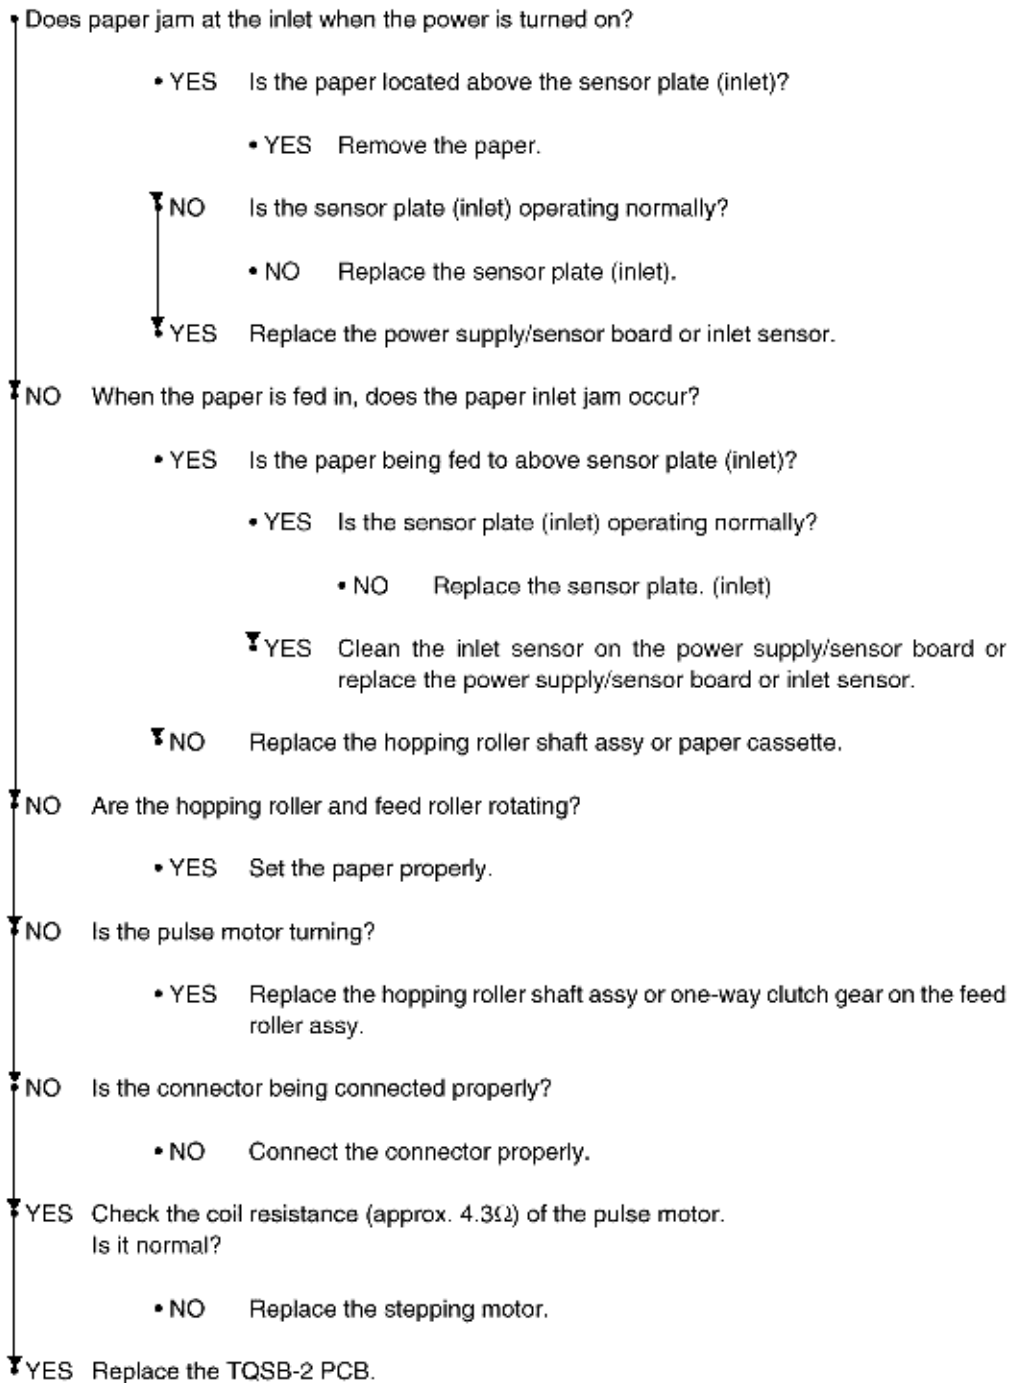 • Does paper jam at the inlet when the power is turned on?
• YES Is the paper located above the sensor plate (inlet)?
• YES Remove the paper.
NO Is the sensor plate (inlet) operating normally?
• NO Replace the sensor plate (inlet).
YES Replace the power supply/sensor board or inlet sensor.
NO When the paper is fed in, does the paper inlet jam occur?
• YES Is the paper being fed to above sensor plate (inlet)?
• YES Is the sensor plate (inlet) operating normally?
• NO Replace the sensor plate. (inlet)
YES Clean the inlet sensor on the power supply/sensor board or
replace the power supply/sensor board or inlet sensor.
NO Replace the hopping roller shaft assy or paper cassette.
NO Are the hopping roller and feed roller rotating?
• YES Set the paper properly.
NO Is the pulse motor turning?
• YES Replace the hopping roller shaft assy or one-way clutch gear on the feed
roller assy.
NO Is the connector being connected properly?
• NO Connect the connector properly.
YES Check the coil resistance (approx. 4.3Ω) of the pulse motor.
Is it normal?
• NO Replace the stepping motor.
YES Replace the TQSB-2 PCB.